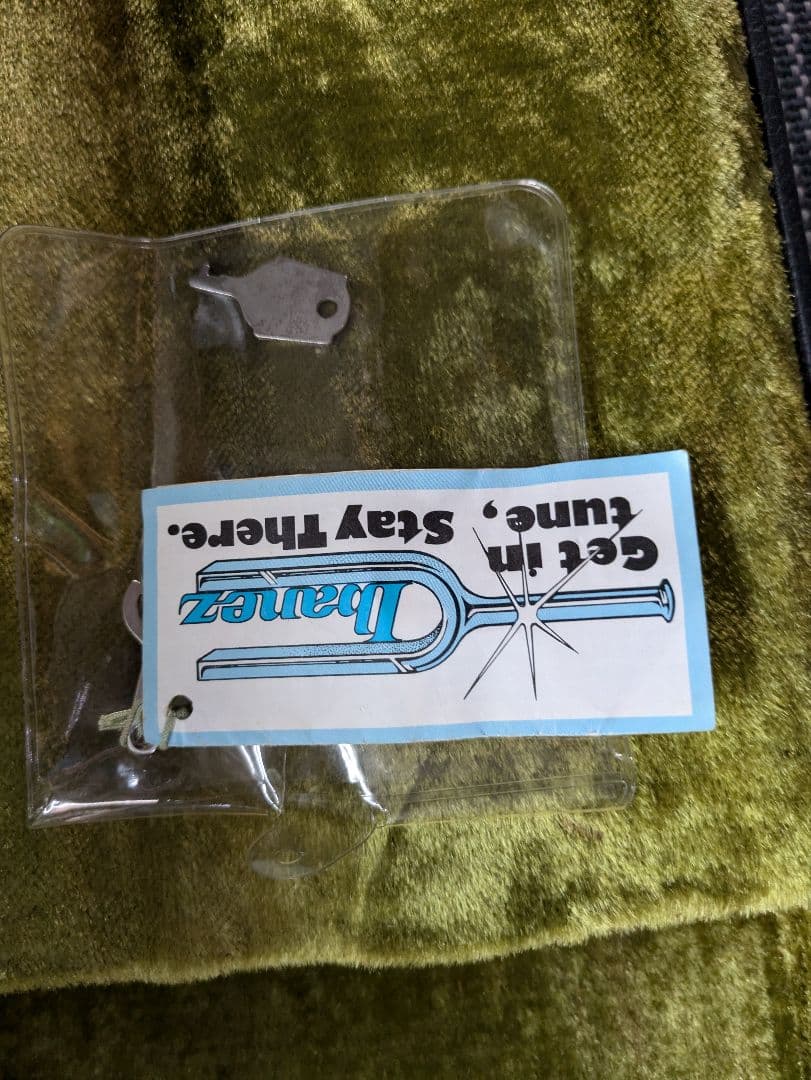 Get in
tune, Stay There.
Ibanez